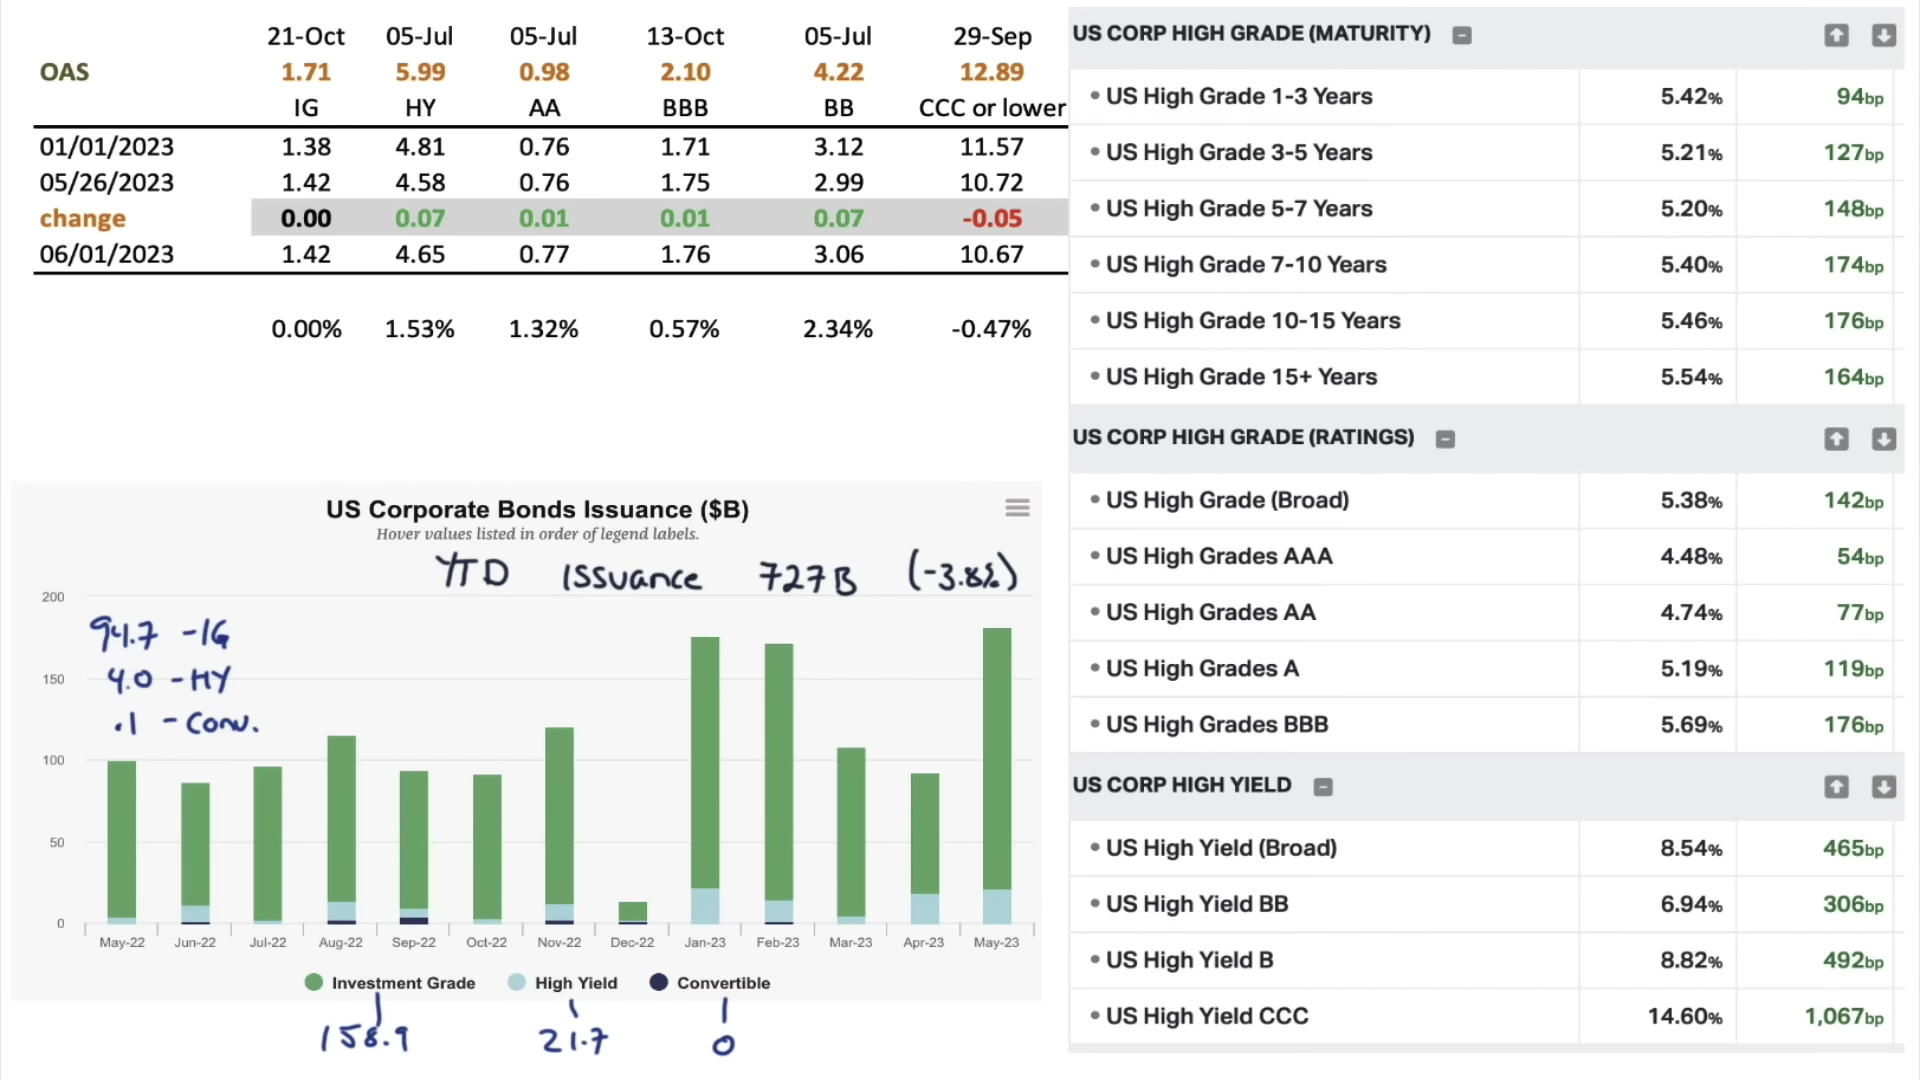 21-Oct 05-Jul 05-Jul 13-Oct 05-Jul 29-Sep
OAS 1.71 5.99 0.98 2.10 4.22 12.89
IG HY AA BBB BB CCC or lower
01/01/2023 1.38 4.81 0.76 1.71 3.12 11.57
05/26/2023 1.42 4.58 0.76 1.75 2.99 10.72
change 0.00 0.07 0.01 0.01 0.07 -0.05
06/01/2023 1.42 4.65 0.77 1.76 3.06 10.67
0.00% 1.53% 1.32% 0.57% 2.34% -0.47%
US Corporate Bonds Issuance ($B)
Hover values listed in order of legend labels.
YTD Issuance 727B (-3.8%)
94.7 -IG
4.0 -HY
.1 - Conv.
200
150
100
50
0
May-22 Jun-22 Jul-22 Aug-22 Sep-22 Oct-22 Nov-22 Dec-22 Jan-23 Feb-23 Mar-23 Apr-23 May-23
Investment Grade High Yield Convertible
158.9 21.7 0
US CORP HIGH GRADE (MATURITY)
• US High Grade 1-3 Years 5.42% 94bp
• US High Grade 3-5 Years 5.21% 127bp
• US High Grade 5-7 Years 5.20% 148bp
• US High Grade 7-10 Years 5.40% 174bp
• US High Grade 10-15 Years 5.46% 176bp
• US High Grade 15+ Years 5.54% 164bp
US CORP HIGH GRADE (RATINGS)
• US High Grade (Broad) 5.38% 142bp
• US High Grades AAA 4.48% 54bp
• US High Grades AA 4.74% 77bp
• US High Grades A 5.19% 119bp
• US High Grades BBB 5.69% 176bp
US CORP HIGH YIELD
• US High Yield (Broad) 8.54% 465bp
• US High Yield BB 6.94% 306bp
• US High Yield B 8.82% 492bp
• US High Yield CCC 14.60% 1,067bp